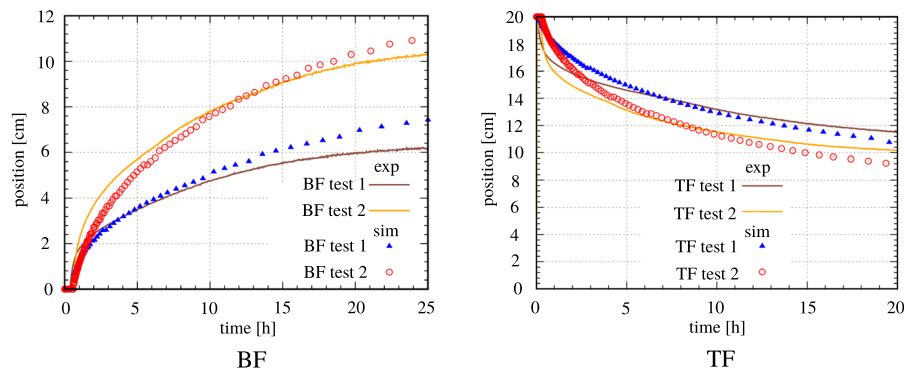 12
10
8
6
4
2
0
position [cm]
0 5 10 15 20 25
time [h]
exp
BF test 1
BF test 2
sim
BF test 1
BF test 2
BF
20
18
16
14
12
10
8
6
4
2
0
position [cm]
0 5 10 15 20
time [h]
exp
TF test 1
TF test 2
sim
TF test 1
TF test 2
TF